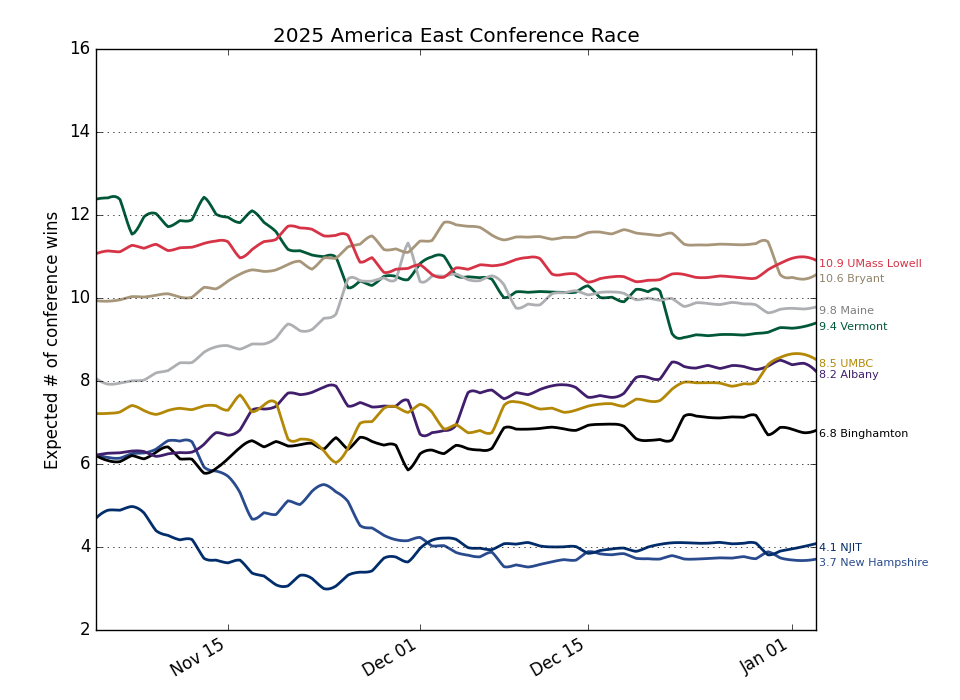 2025 America East Conference Race
Expected # of conference wins
16
14
12
10
8
6
4
2
Nov 15
Dec 01
Dec 15
Jan 01
10.9 UMass Lowell
10.6 Bryant
9.8 Maine
9.4 Vermont
8.5 UMBC
8.2 Albany
6.8 Binghamton
4.1 NJIT
3.7 New Hampshire